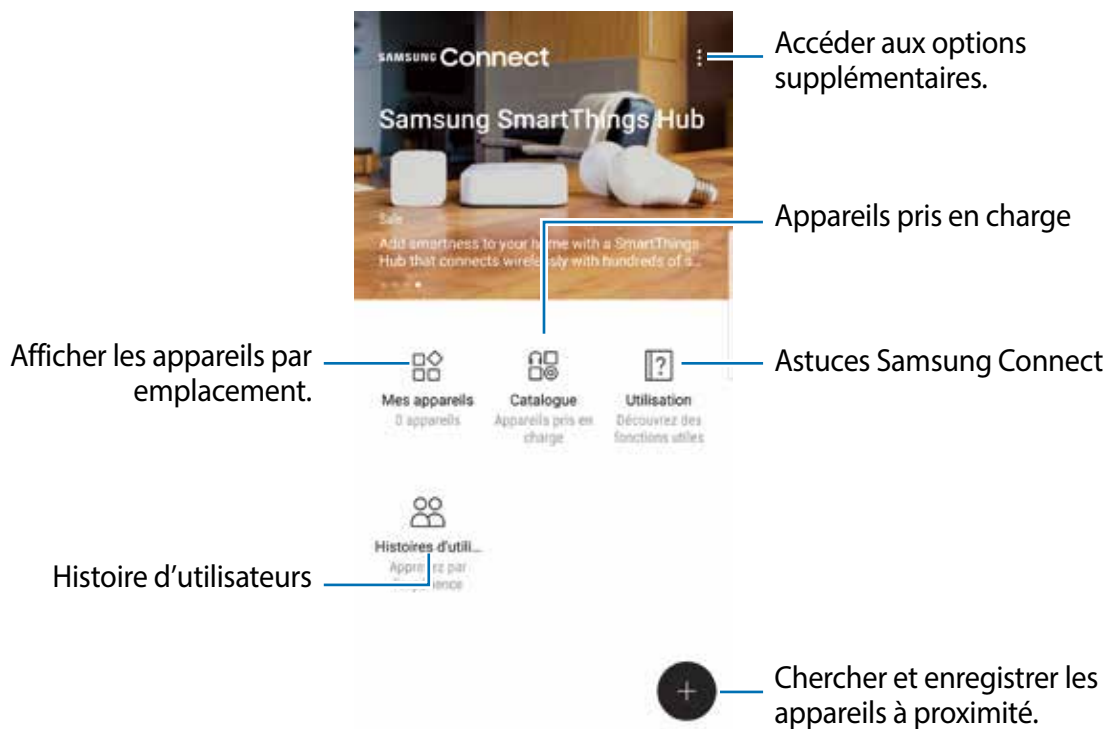 SAMSUNG Connect
Accéder aux options
supplémentaires.
Samsung SmartThings Hub
Safe
Add smartness to your home with a SmartThings
Hub that connects wirelessly with hundreds of s...
Appareils pris en charge
Afficher les appareils par
emplacement.
Mes appareils
0 appareils
Catalogue
Appareils pris en
charge
Utilisation
Découvrez des
fonctions utiles
Astuces Samsung Connect
Histoires d'utili...
Apprenez par
Histoire d’utilisateurs
Chercher et enregistrer les
appareils à proximité.